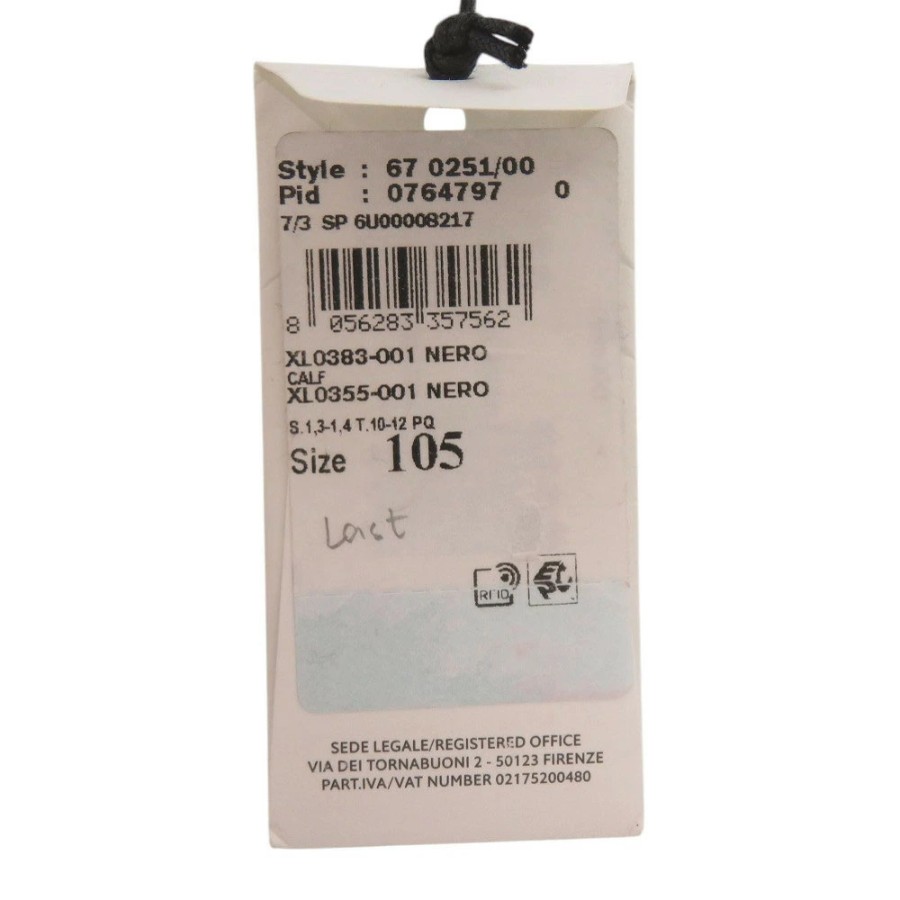 Style : 67 0251/00
Pid : 0764797 0
7/3 SP 6U00008217
8 056283 357562
XL0383-001 NERO
CALF
XL0355-001 NERO
S.1,3-1,4 T.10-12 PQ
Size 105
Last
RFID
SEDE LEGALE/REGISTERED OFFICE
VIA DEI TORNABUONI 2 - 50123 FIRENZE
PART.IVA/VAT NUMBER 02175200480